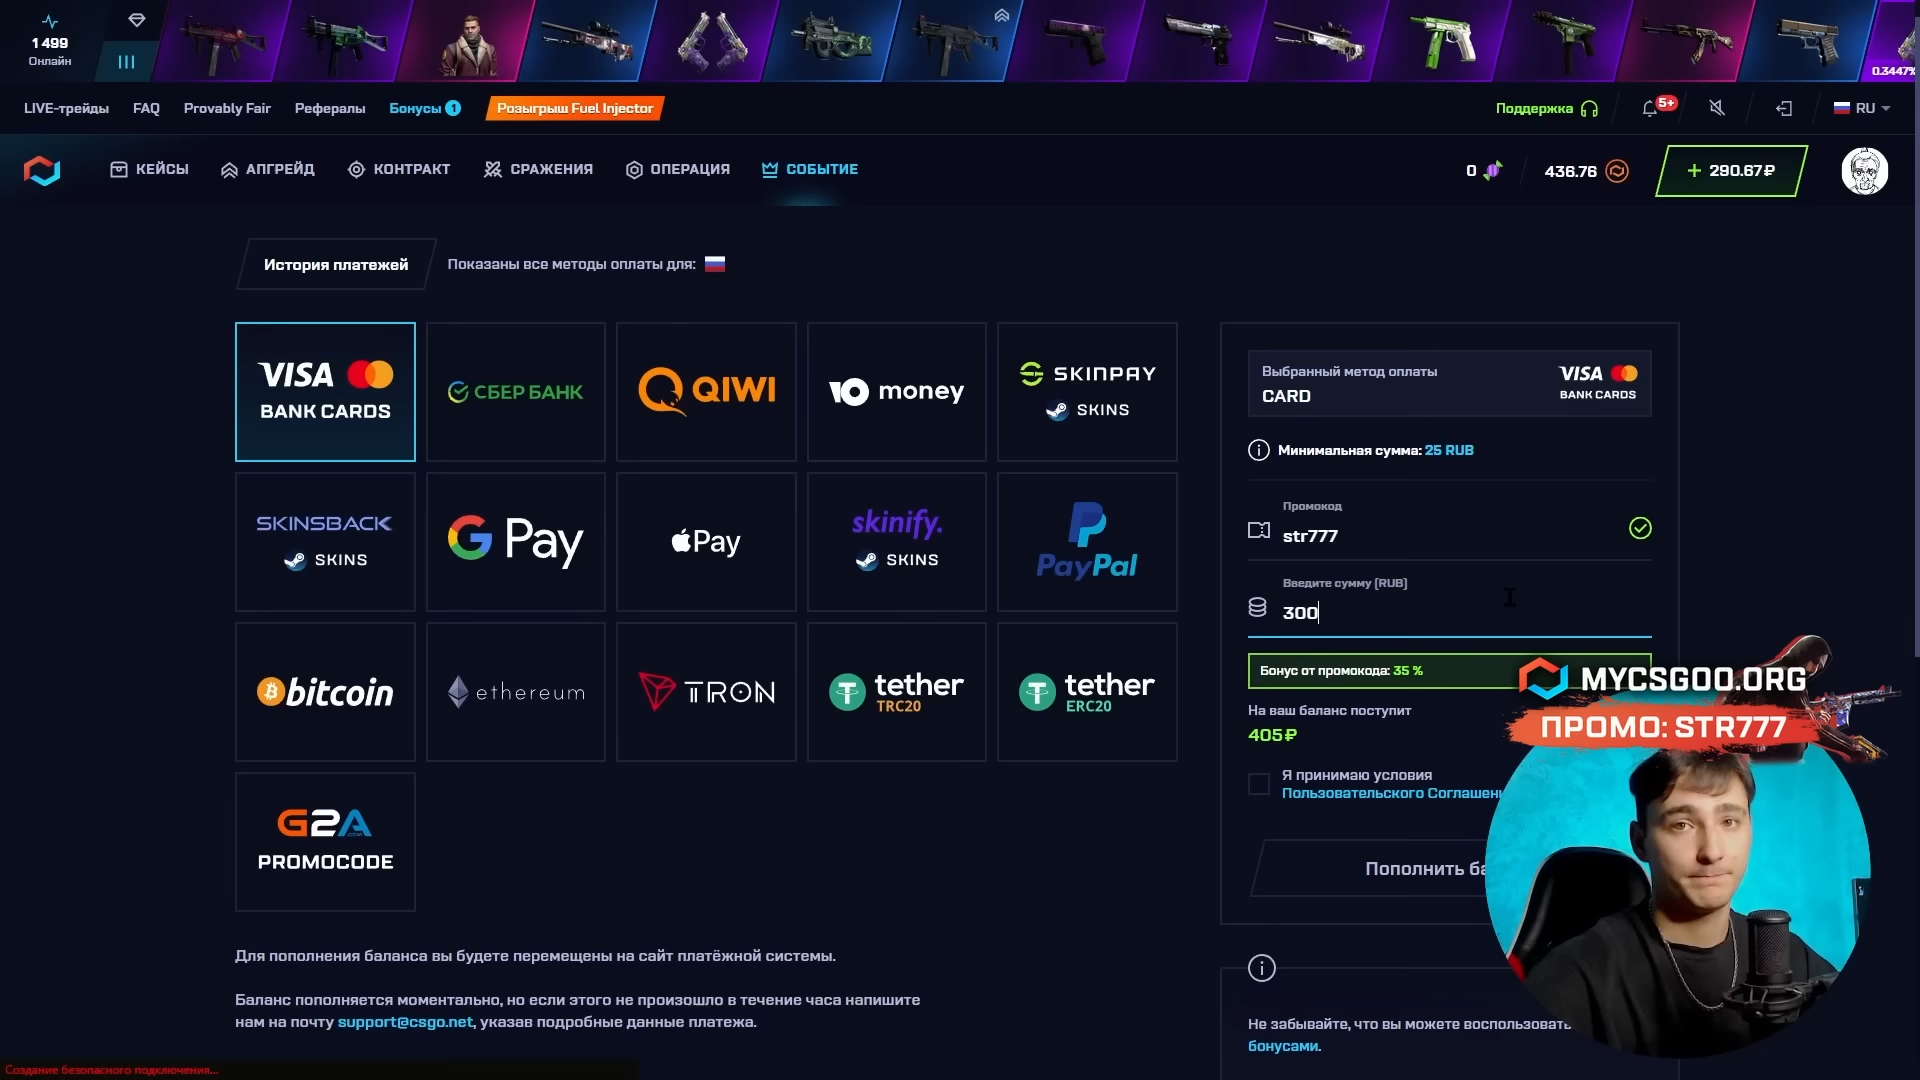 1 499
Онлайн
0.3447%
LIVE-трейды
FAQ
Provably Fair
Рефералы
Бонусы 1
Розыгрыш Fuel Injector
Поддержка
5+
RU
КЕЙСЫ
АПГРЕЙД
КОНТРАКТ
СРАЖЕНИЯ
ОПЕРАЦИЯ
СОБЫТИЕ
0
436.76
+ 290.67₽
История платежей
Показаны все методы оплаты для:
VISA
BANK CARDS
СБЕР БАНК
QIWI
Ю money
SKINPAY
SKINS
SKINSBACK
SKINS
G Pay
Pay
skinify.
SKINS
PayPal
bitcoin
ethereum
TRON
tether
TRC20
tether
ERC20
G2A
.COM
PROMOCODE
Выбранный метод оплаты
CARD
VISA
BANK CARDS
Минимальная сумма: 25 RUB
Промокод
str777
Введите сумму (RUB)
300
Бонус от промокода: 35 %
На ваш баланс поступит
405₽
Я принимаю условия
Пользовательского Соглашени
Пополнить ба
MYCSGOO.ORG
ПРОМО: STR777
Для пополнения баланса вы будете перемещены на сайт платёжной системы.
Баланс пополняется моментально, но если этого не произошло в течение часа напишите
нам на почту support@csgo.net, указав подробные данные платежа.
Не забывайте, что вы можете воспользовать
бонусами.
Создание безопасного подключения...